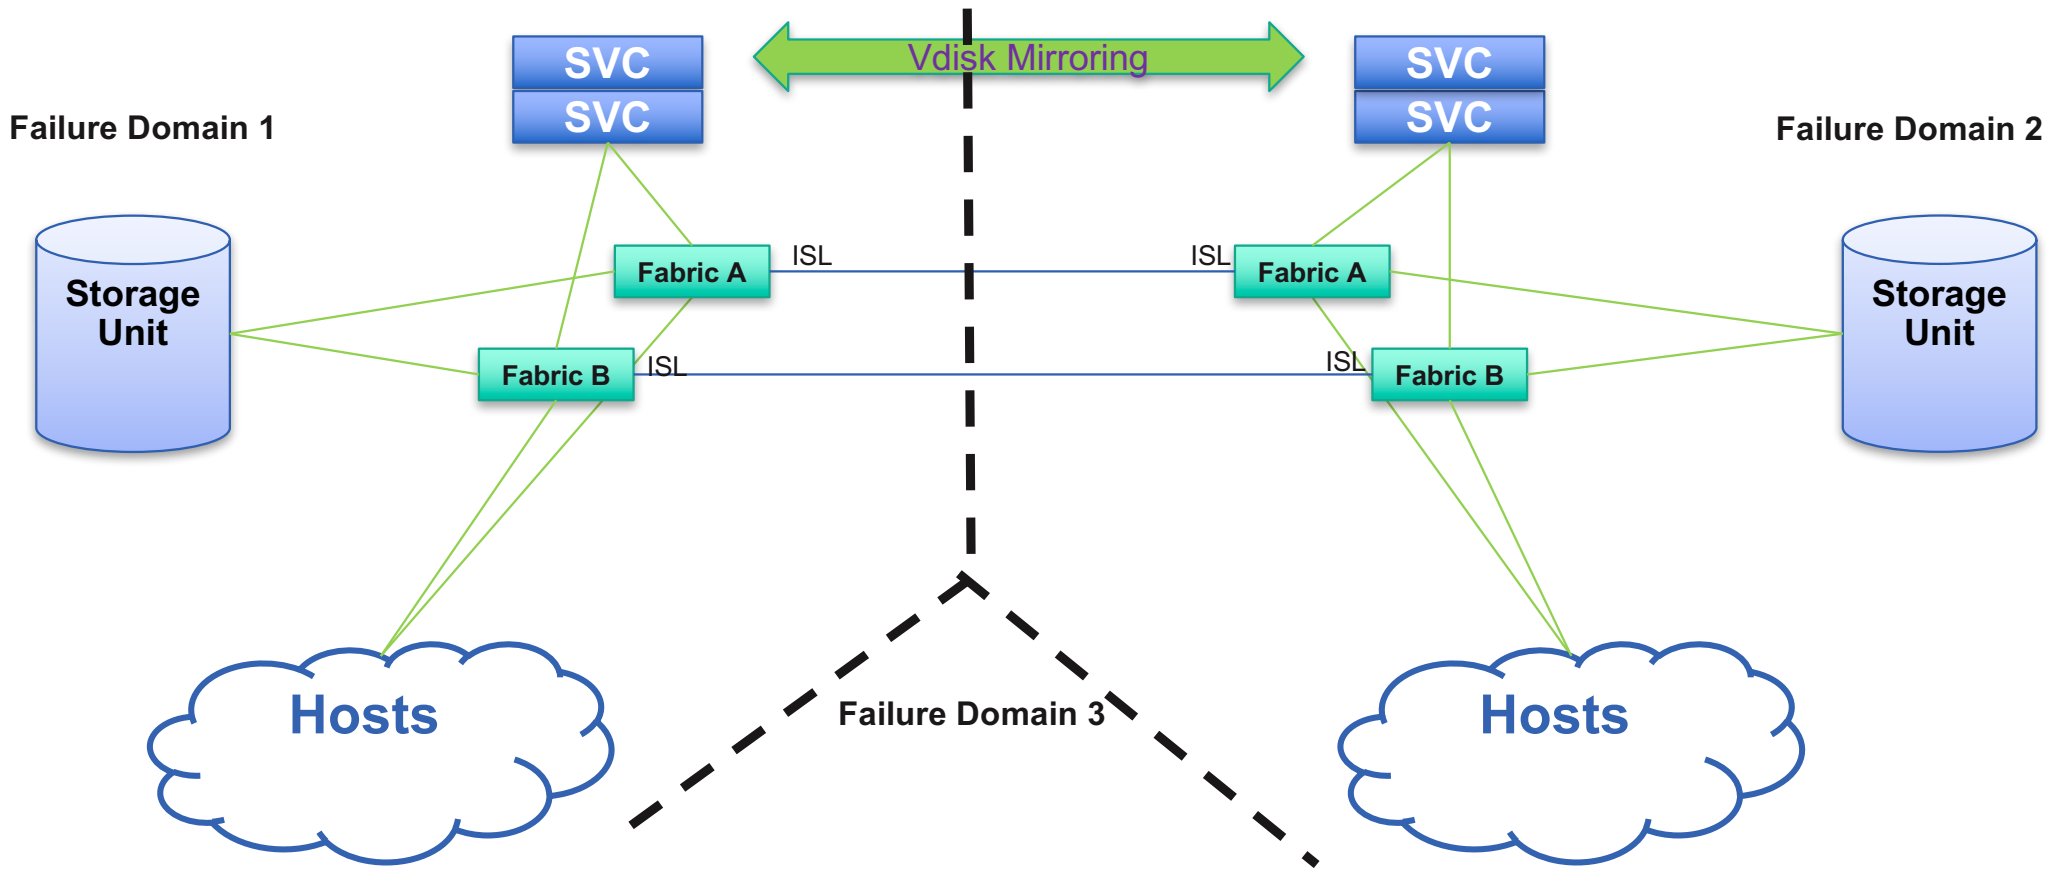 SVC
SVC
Vdisk Mirroring
SVC
SVC
Failure Domain 1
Failure Domain 2
Storage
Unit
Fabric A
ISL
ISL
Fabric A
Storage
Unit
Fabric B
ISL
ISL
Fabric B
Hosts
Failure Domain 3
Hosts